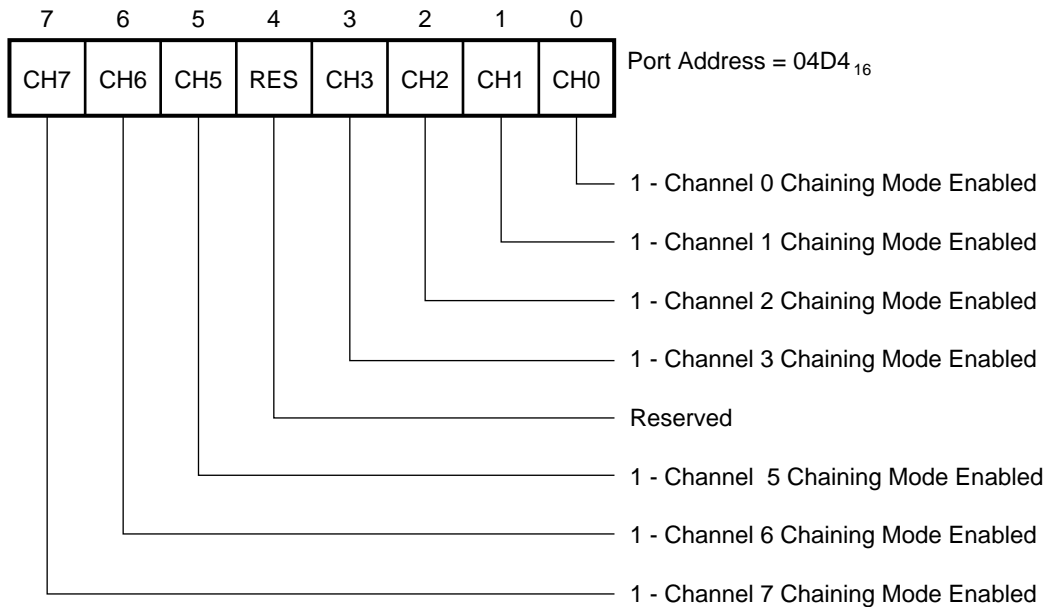 7 6 5 4 3 2 1 0
CH7 CH6 CH5 RES CH3 CH2 CH1 CH0
Port Address = 04D4₁₆
1 - Channel 0 Chaining Mode Enabled
1 - Channel 1 Chaining Mode Enabled
1 - Channel 2 Chaining Mode Enabled
1 - Channel 3 Chaining Mode Enabled
Reserved
1 - Channel  5 Chaining Mode Enabled
1 - Channel 6 Chaining Mode Enabled
1 - Channel 7 Chaining Mode Enabled